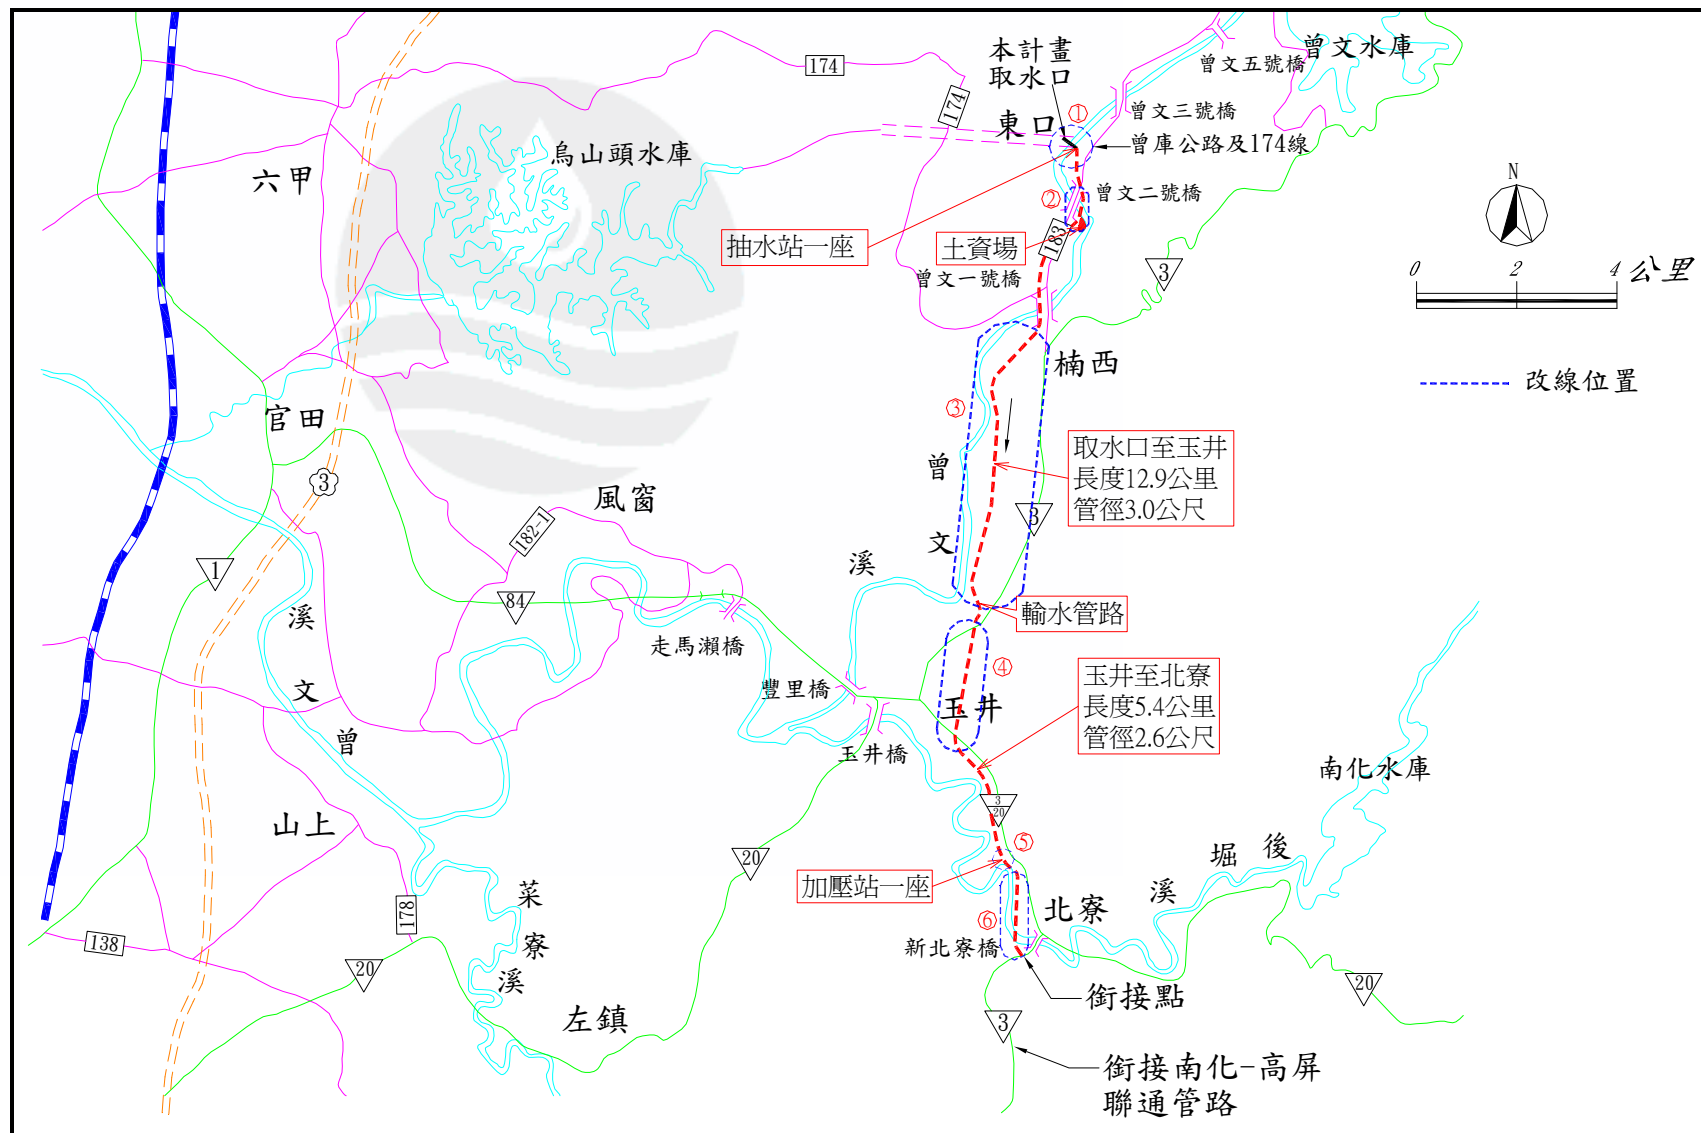 本計畫
取水口
曾文水庫
曾文五號橋
174
174
曾文三號橋
①
東口
曾庫公路及174線
烏山頭水庫
六甲
②
曾文二號橋
N
抽水站一座
土資場
183
曾文一號橋
3
0 2 4 公里
楠西
改線位置
官田
③
取水口至玉井
長度12.9公里
管徑3.0公尺
曾
文
溪
3
風窗
182-1
3
1
84
輸水管路
溪
文
曾
走馬瀨橋
④
豐里橋
玉井
玉井至北寮
長度5.4公里
管徑2.6公尺
玉井橋
南化水庫
3
20
山上
⑤
20
加壓站一座
後
堀
溪
菜
寮
溪
178
138
⑥
北寮
新北寮橋
20
20
銜接點
左鎮
3
銜接南化-高屏
聯通管路